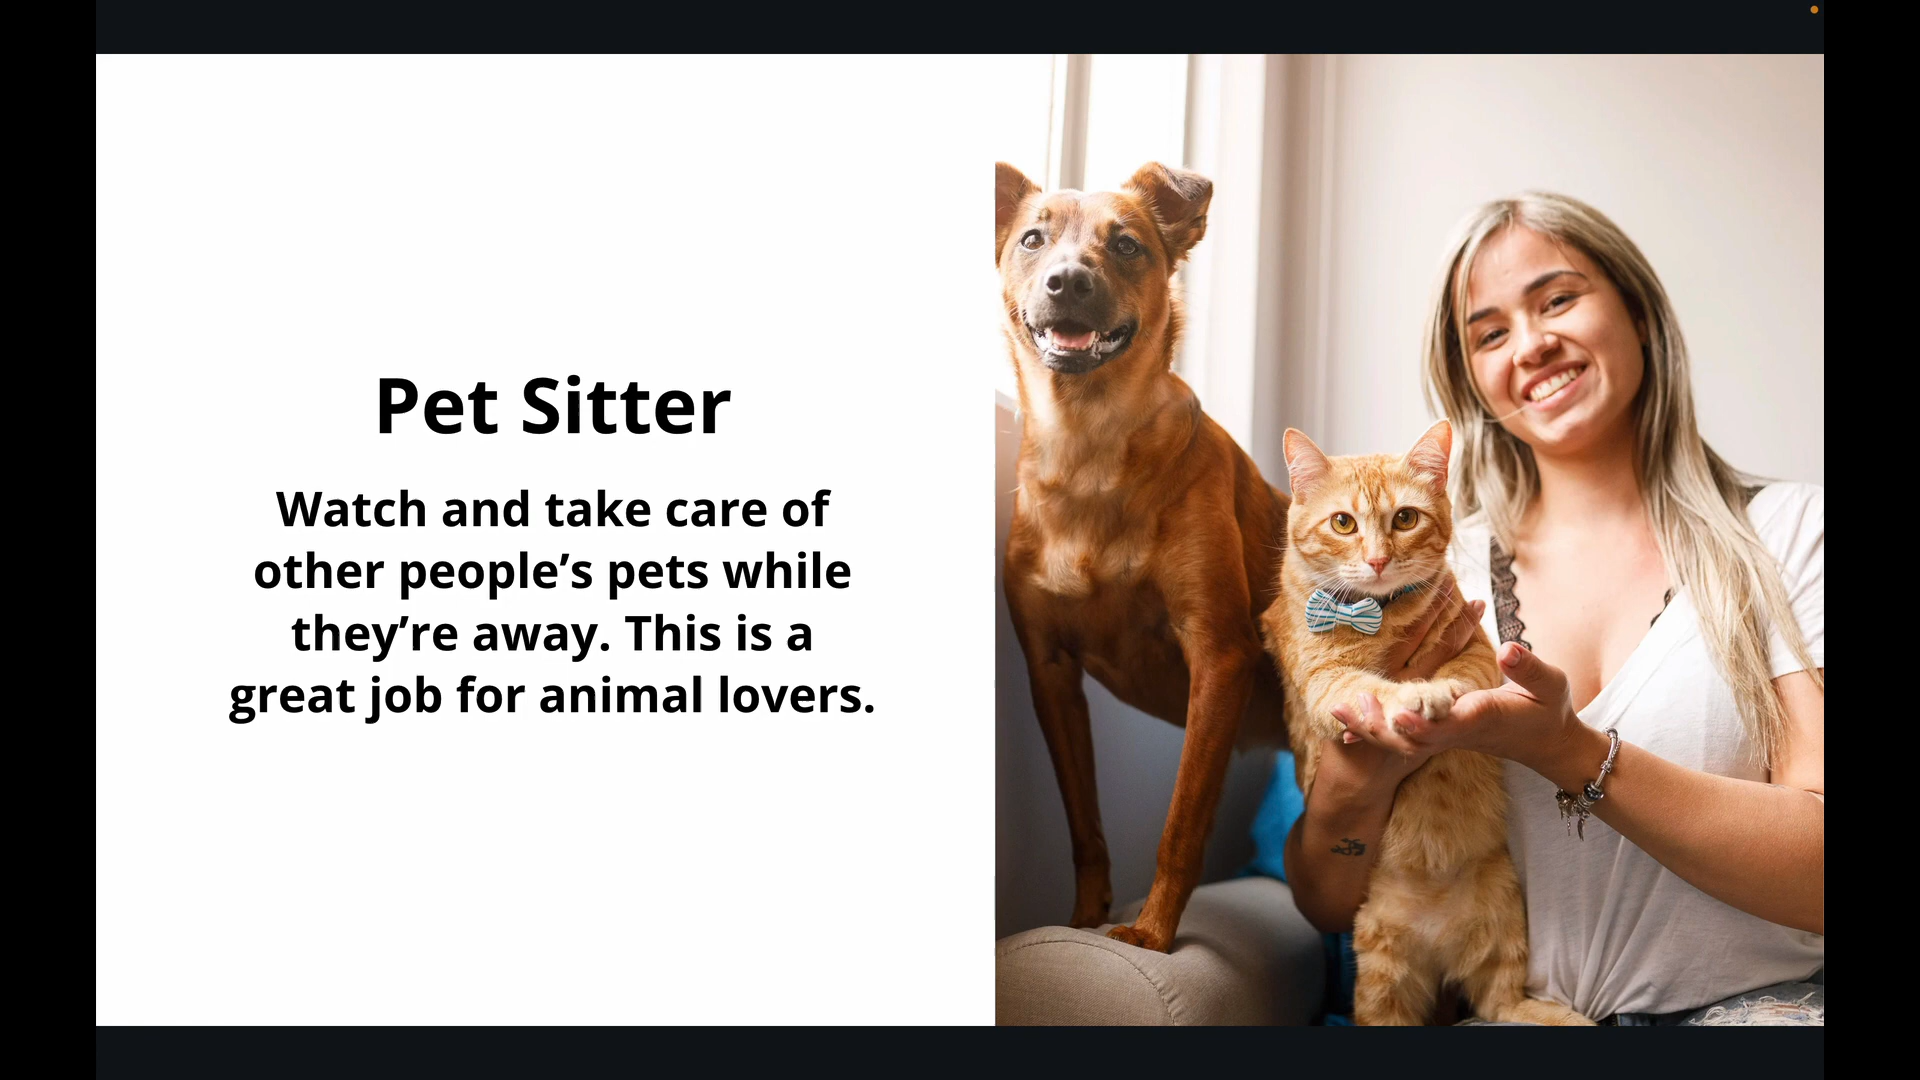 Pet Sitter
Watch and take care of
other people’s pets while
they’re away. This is a
great job for animal lovers.